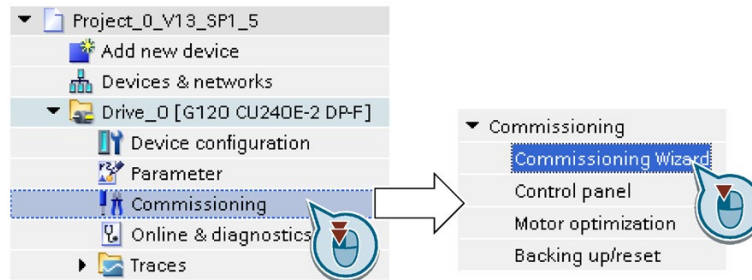 Project_0_V13_SP1_5
Add new device
Devices & networks
Drive_0 [G120 CU240E-2 DP-F]
Device configuration
Parameter
Commissioning
Online & diagnostics
Traces
Commissioning
Commissioning Wizard
Control panel
Motor optimization
Backing up/reset